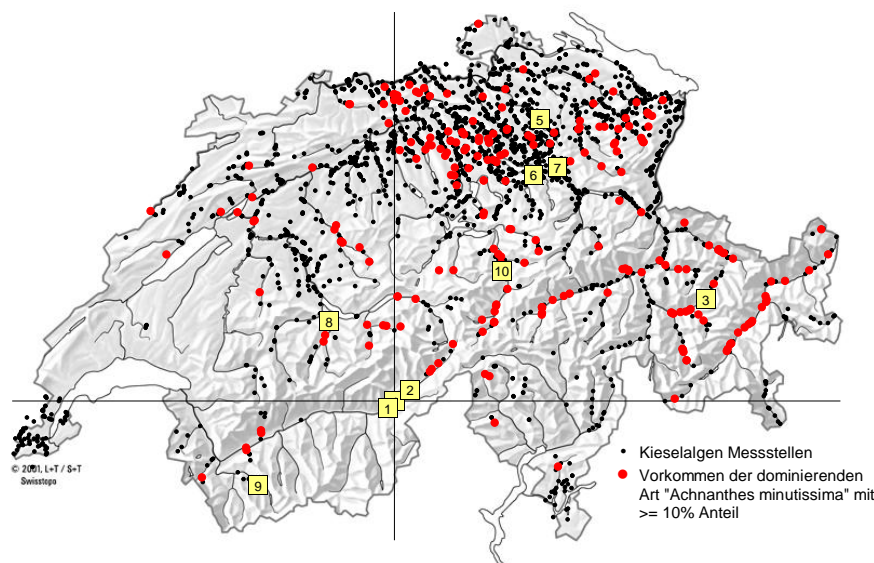 5
6
7
10
3
8
2
1
9
© 2001, L+T / S+T
Swisstopo
Kieselalgen Messstellen
Vorkommen der dominierenden
Art "Achnanthes minutissima" mit
>= 10% Anteil